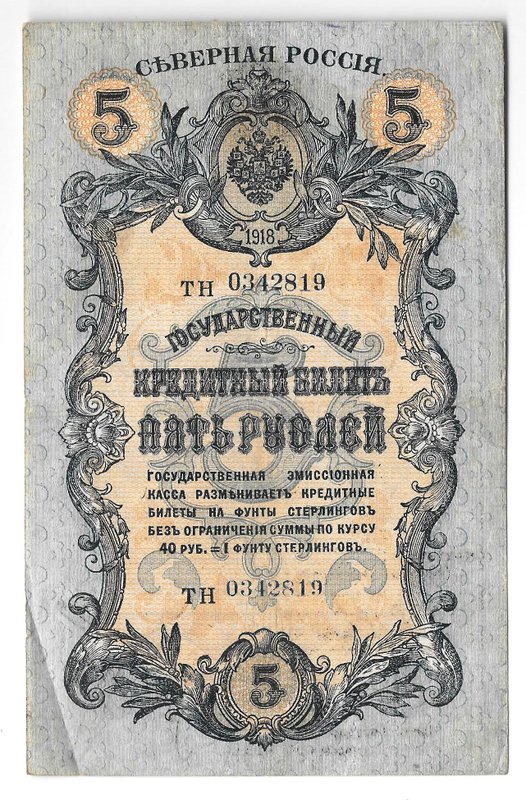 СѢВЕРНАЯ РОССІЯ.
5 5
1918
ТН 0342819
ГОСУДАРСТВЕННЫЙ
КРЕДИТНЫЙ БИЛЕТЪ
ПЯТЬ РУБЛЕЙ
ГОСУДАРСТВЕННАЯ ЭМИССІОННАЯ
КАССА РАЗМѢНИВАЕТЪ КРЕДИТНЫЕ
БИЛЕТЫ НА ФУНТЫ СТЕРЛИНГОВЪ
БЕЗЪ ОГРАНИЧЕНІЯ СУММЫ ПО КУРСУ
40 РУБ. = 1 ФУНТУ СТЕРЛИНГОВЪ.
ТН 0342819
5